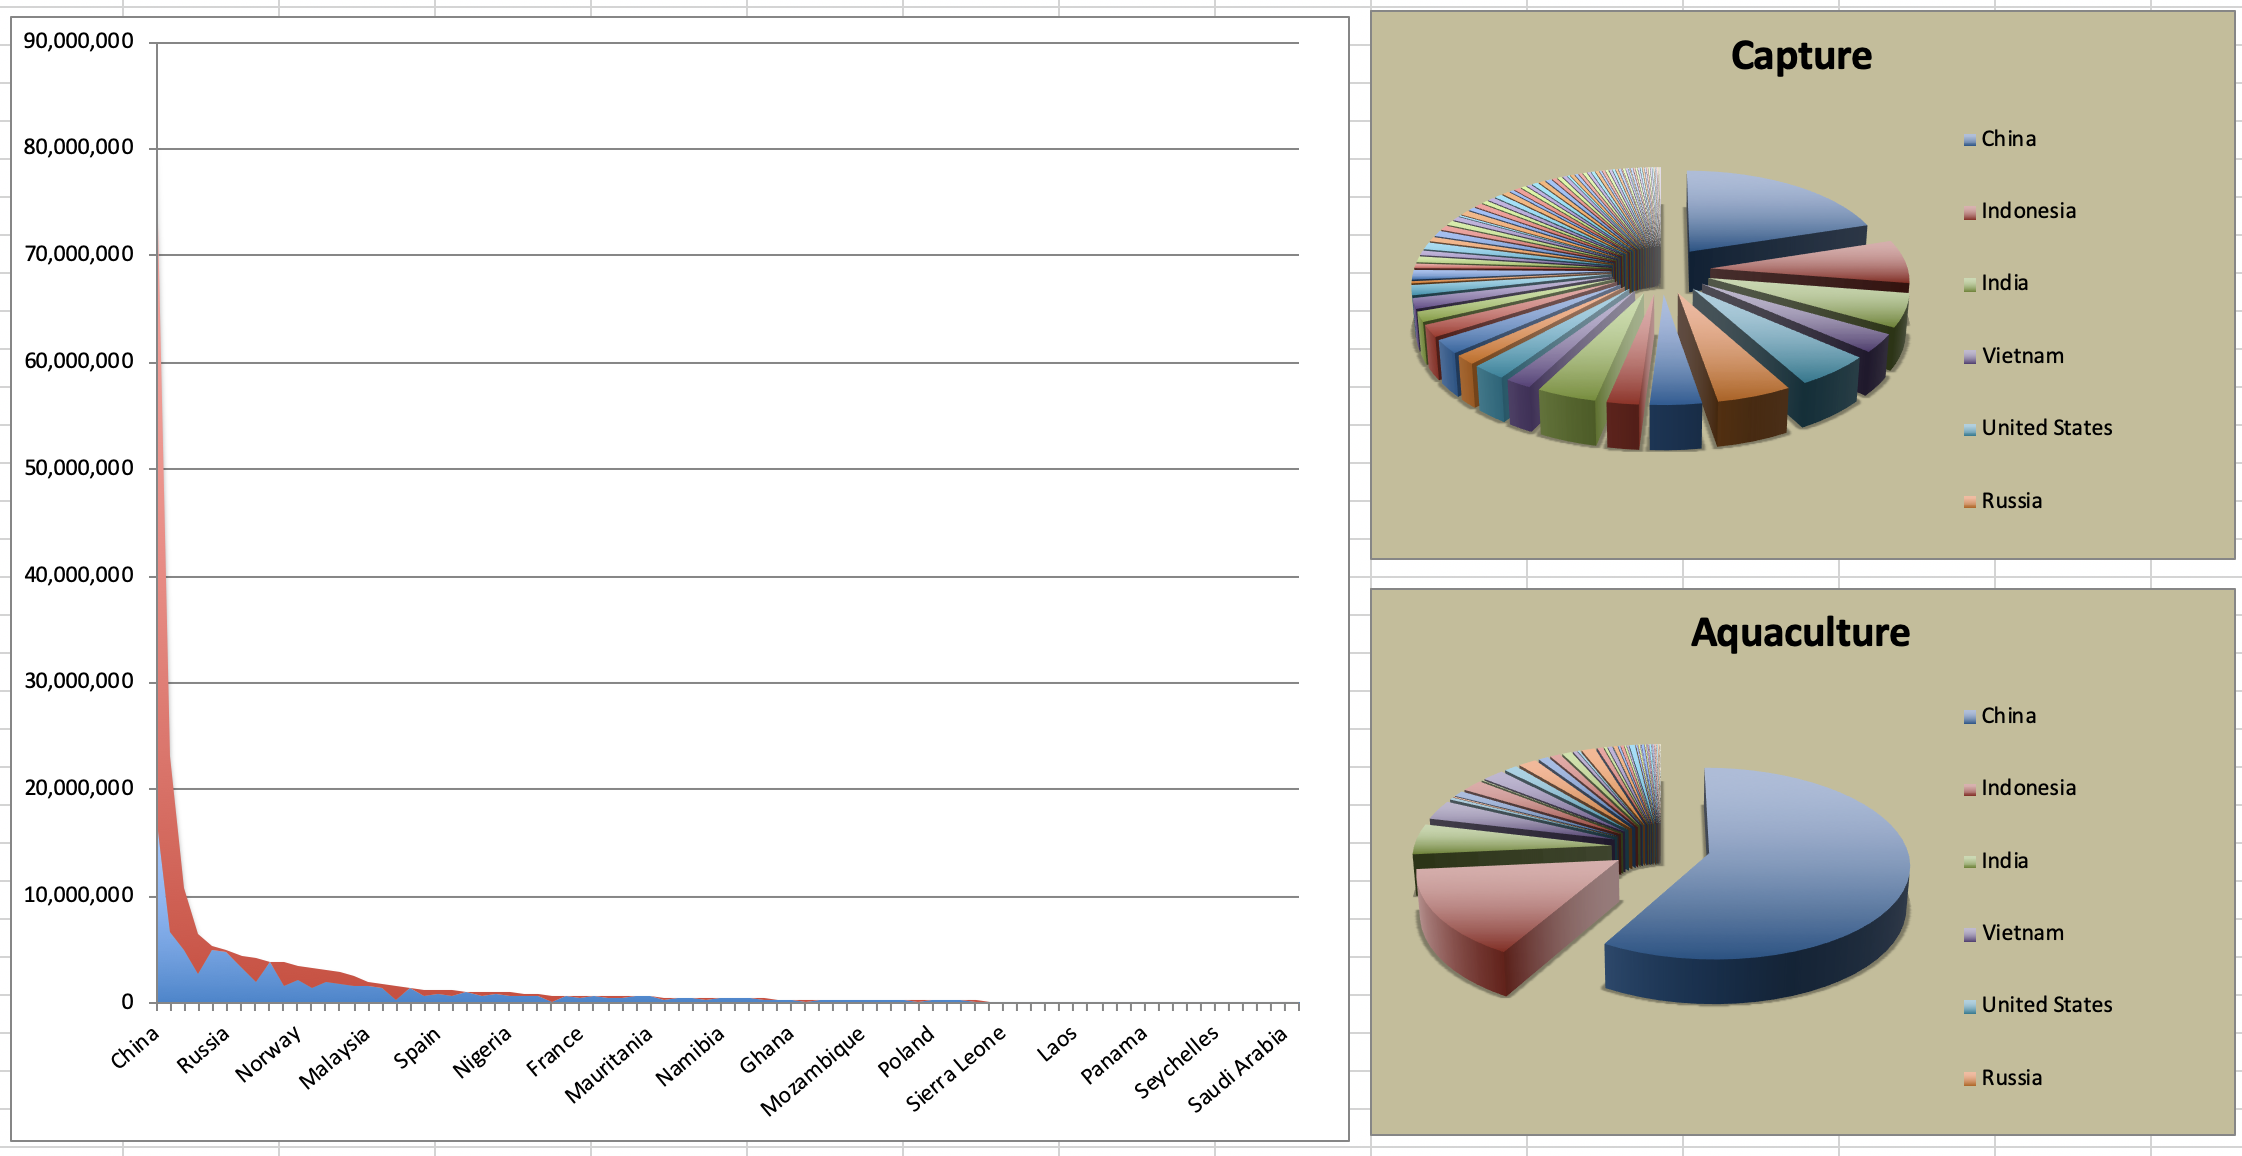 90,000,000
80,000,000
70,000,000
60,000,000
50,000,000
40,000,000
30,000,000
20,000,000
10,000,000
0
China
Russia
Norway
Malaysia
Spain
Nigeria
France
Mauritania
Namibia
Ghana
Mozambique
Poland
Sierra Leone
Laos
Panama
Seychelles
Saudi Arabia
Capture
China
Indonesia
India
Vietnam
United States
Russia
Aquaculture
China
Indonesia
India
Vietnam
United States
Russia